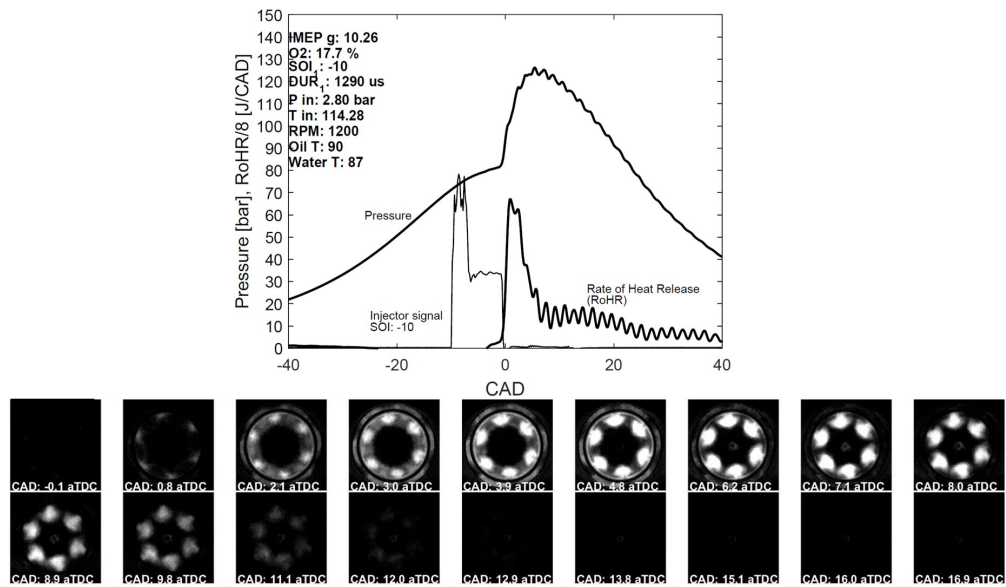 150
140
130
120
110
100
90
80
70
60
50
40
30
20
10
0
Pressure [bar], RoHR/8 [J/CAD]
IMEP g: 10.26
O2: 17.7 %
SOI1: -10
DUR1: 1290 us
P in: 2.80 bar
T in: 114.28
RPM: 1200
Oil T: 90
Water T: 87
Pressure
Injector signal
SOI: -10
Rate of Heat Release
(RoHR)
-40 -20 0 20 40
CAD
CAD: -0.1 aTDC CAD: 0.8 aTDC CAD: 2.1 aTDC CAD: 3.0 aTDC CAD: 3.9 aTDC CAD: 4.8 aTDC CAD: 6.2 aTDC CAD: 7.1 aTDC CAD: 8.0 aTDC
CAD: 8.9 aTDC CAD: 9.8 aTDC CAD: 11.1 aTDC CAD: 12.0 aTDC CAD: 12.9 aTDC CAD: 13.8 aTDC CAD: 15.1 aTDC CAD: 16.0 aTDC CAD: 16.9 aTDC